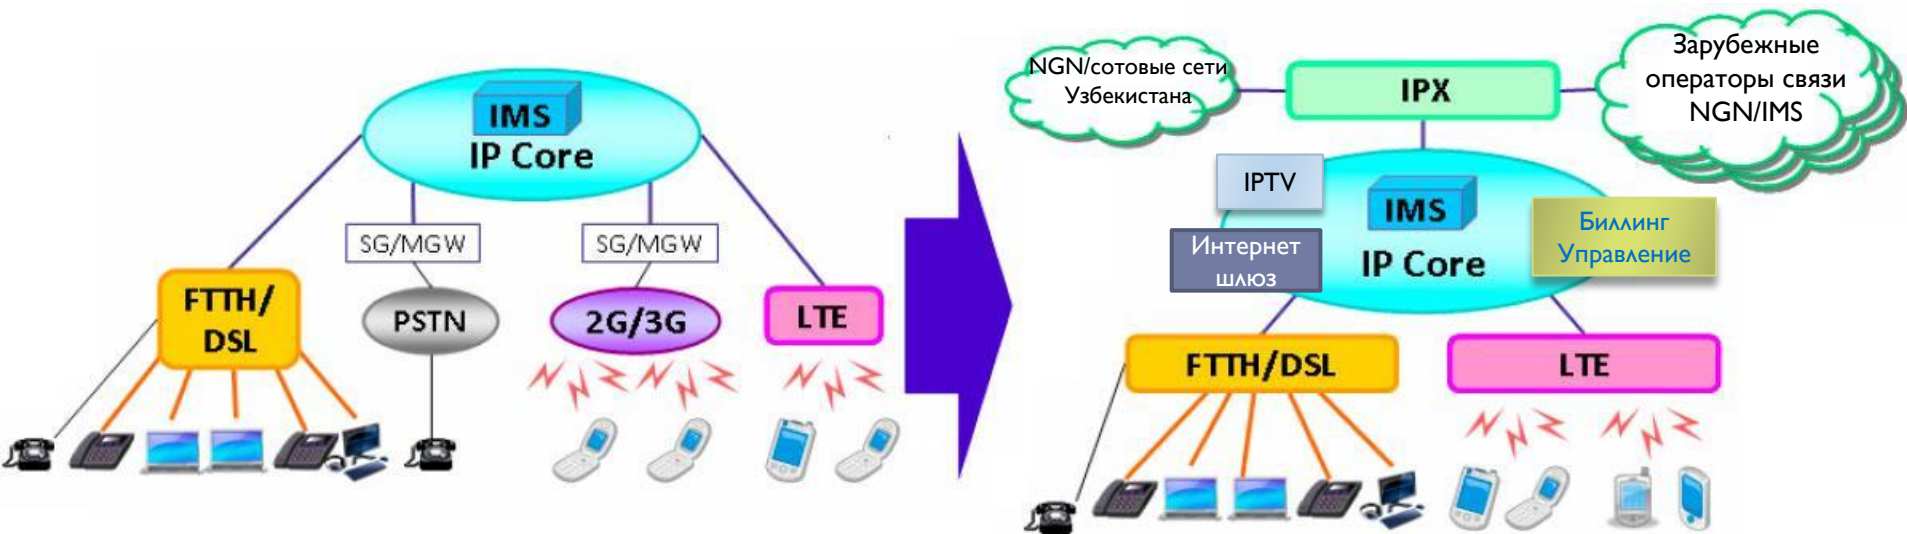 IMS
IP Core
SG/MGW
SG/MGW
FTTH/
DSL
PSTN
2G/3G
LTE
NGN/сотовые сети
Узбекистана
IPX
Зарубежные
операторы связи
NGN/IMS
IPTV
IMS
IP Core
Интернет
шлюз
Биллинг
Управление
FTTH/DSL
LTE